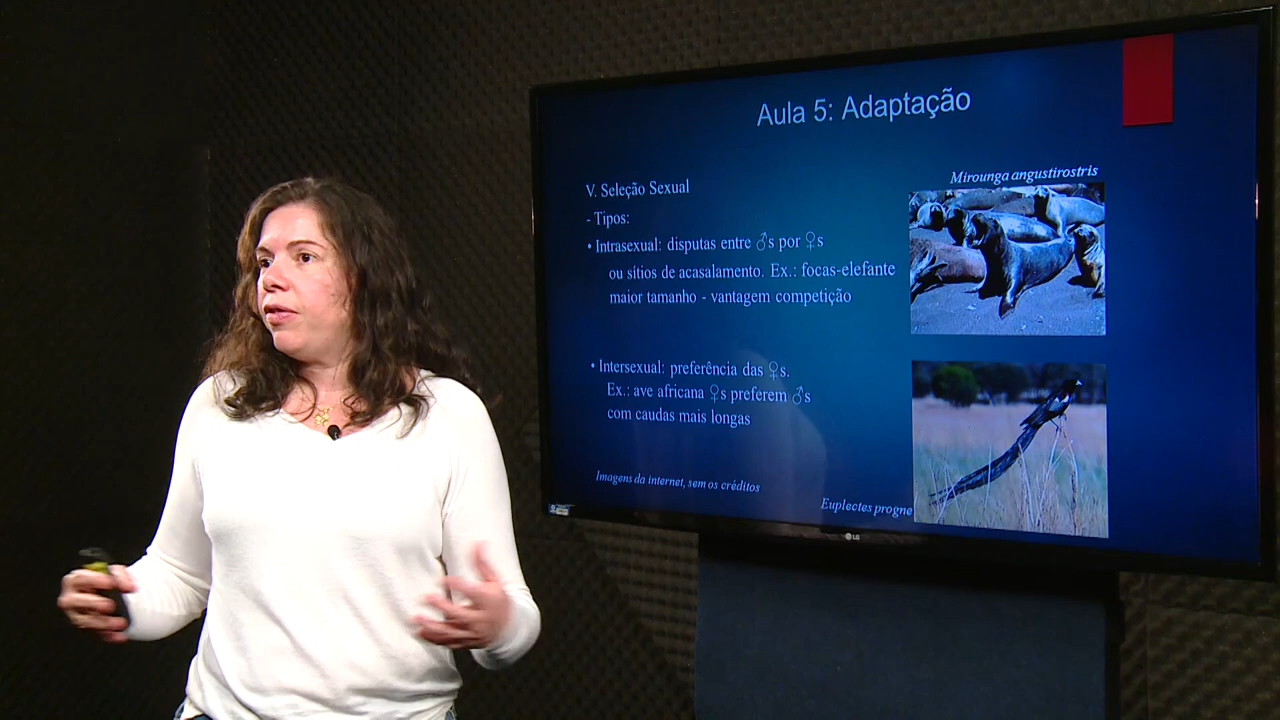 Aula 5: Adaptação
Mirounga angustirostris
V. Seleção Sexual
- Tipos:
• Intrasexual: disputas entre ♂s por ♀s
ou sítios de acasalamento. Ex.: focas-elefante
maior tamanho - vantagem competição
• Intersexual: preferência das ♀s.
Ex.: ave africana ♀s preferem ♂s
com caudas mais longas
Imagens da internet, sem os créditos
Euplectes progne
LG